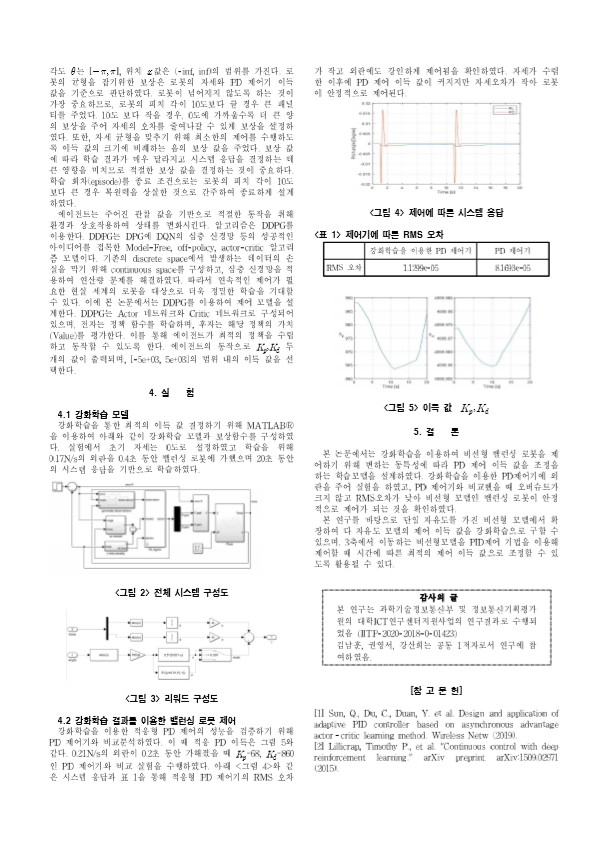 각도 θ는 [-π, π], 위치 x값은 (-inf, inf)의 범위를 가진다. 로
봇의 균형을 잡기위한 보상은 로봇의 자세와 PD 제어기 이득
값을 기준으로 판단하였다. 로봇이 넘어지지 않도록 하는 것이
가장 중요하므로, 로봇의 피치 각이 10도보다 클 경우 큰 패널
티를 주었다. 10도 보다 작을 경우, 0도에 가까울수록 더 큰 양
의 보상을 주어 자세의 오차를 줄여나갈 수 있게 보상을 설정하
였다. 또한, 자세 균형을 맞추기 위해 최소한의 제어를 수행하도
록 이득 값의 크기에 비례하는 음의 보상 값을 주었다. 보상 값
에 따라 학습 결과가 매우 달라지고 시스템 응답을 결정하는 데
큰 영향을 미치므로 적절한 보상 값을 결정하는 것이 중요하다.
학습 회차(episode)를 종료 조건으로는 로봇의 피치 각이 10도
보다 큰 경우 복원력을 상실한 것으로 간주하여 종료하게 설계
하였다.
에이전트는 주어진 관찰 값을 기반으로 적절한 동작을 취해
환경과 상호작용하여 상태를 변화시킨다. 알고리즘은 DDPG를
이용한다. DDPG는 DPG에 DQN의 심층 신경망 등의 성공적인
아이디어를 접목한 Model-Free, off-policy, actor-critic 알고리
즘 모델이다. 기존의 discrete space에서 발생하는 데이터의 손
실을 막기 위해 continuous space를 구상하고, 심층 신경망을 적
용하여 연산량 문제를 해결하였다. 따라서 연속적인 제어가 필
요한 현실 세계의 로봇을 대상으로 더욱 정밀한 학습을 기대할
수 있다. 이에 본 논문에서는 DDPG를 이용하여 제어 모델을 설
계한다. DDPG는 Actor 네트워크와 Critic 네트워크로 구성되어
있으며, 전자는 정책 함수를 학습하며, 후자는 해당 정책의 가치
(Value)를 평가한다. 이를 통해 에이전트가 최적의 정책을 수립
하고 동작할 수 있도록 한다. 에이전트의 동작으로 Kp,Kd 두
개의 값이 출력되며, [-5e+03, 5e+03]의 범위 내의 이득 값을 선
택한다.
4. 실 험
4.1 강화학습 모델
강화학습을 통한 최적의 이득 값 결정하기 위해 MATLAB®
을 이용하여 아래와 같이 강화학습 모델과 보상함수를 구성하였
다. 실험에서 초기 자세는 0도로 설정하였고 학습을 위해
0.17N/s의 외란을 0.4초 동안 밸런싱 로봇에 가했으며 20초 동안
의 시스템 응답을 기반으로 학습하였다.
<그림 2> 전체 시스템 구성도
<그림 3> 리워드 구성도
4.2 강화학습 결과를 이용한 밸런싱 로봇 제어
강화학습을 이용한 적응형 PD 제어의 성능을 검증하기 위해
PD 제어기와 비교분석하였다. 이 때 적용 PD 이득은 그림 5와
같다. 0.21N/s의 외란이 0.2초 동안 가해졌을 때 Kp=68, Kd=860
인 PD 제어기와 비교 실험을 수행하였다. 아래 <그림 4>와 같
은 시스템 응답과 표 1을 통해 적응형 PD 제어기의 RMS 오차
가 작고 외란에도 강인하게 제어됨을 확인하였다. 자세가 수렴
한 이후에 PD 제어 이득 값이 커지지만 자세오차가 작아 로봇
이 안정적으로 제어된다.
<그림 4> 제어에 따른 시스템 응답
<표 1> 제어기에 따른 RMS 오차
강화학습을 이용한 PD 제어기 PD 제어기
RMS 오차 1.1299e-05 8.1693e-05
Time (s) Time (s)
<그림 5> 이득 값 Kp,Kd
5. 결 론
본 논문에서는 강화학습을 이용하여 비선형 밸런싱 로봇을 제
어하기 위해 변하는 동특성에 따라 PD 제어 이득 값을 조정을
하는 학습모델을 설계하였다. 강화학습을 이용한 PD제어기에 외
란을 주어 실험을 하였고, PD 제어기와 비교했을 때 오버슈트가
크지 않고 RMS오차가 낮아 비선형 모델인 밸런싱 로봇이 안정
적으로 제어가 되는 것을 확인하였다.
본 연구를 바탕으로 단일 자유도를 가진 비선형 모델에서 확
장하여 다 자유도 모델의 제어 이득 값을 강화학습으로 구할 수
있으며, 3축에서 이동하는 비선형모델을 PID제어 기법을 이용해
제어할 때 시간에 따른 최적의 제어 이득 값으로 조정할 수 있
도록 활용될 수 있다.
감사의 글
본 연구는 과학기술정보통신부 및 정보통신기획평가
원의 대학ICT연구센터지원사업의 연구결과로 수행되
었음 (IITP-2020-2018-0-01423)
김남훈, 권영서, 강산희는 공동 1저자로서 연구에 참
여하였음.
[참 고 문 헌]
[1] Sun, Q., Du, C., Duan, Y. et al. Design and application of
adaptive PID controller based on asynchronous advantage
actor-critic learning method. Wireless Netw (2019).
[2] Lillicrap, Timothy P., et al. "Continuous control with deep
reinforcement learning." arXiv preprint arXiv:1509.02971
(2015).